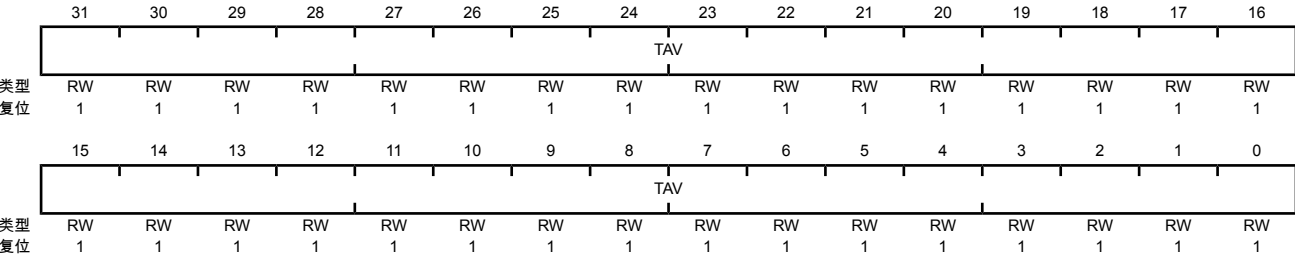 31 30 29 28 27 26 25 24 23 22 21 20 19 18 17 16
TAV
类型 RW RW RW RW RW RW RW RW RW RW RW RW RW RW RW RW
复位 1 1 1 1 1 1 1 1 1 1 1 1 1 1 1 1
15 14 13 12 11 10 9 8 7 6 5 4 3 2 1 0
TAV
类型 RW RW RW RW RW RW RW RW RW RW RW RW RW RW RW RW
复位 1 1 1 1 1 1 1 1 1 1 1 1 1 1 1 1